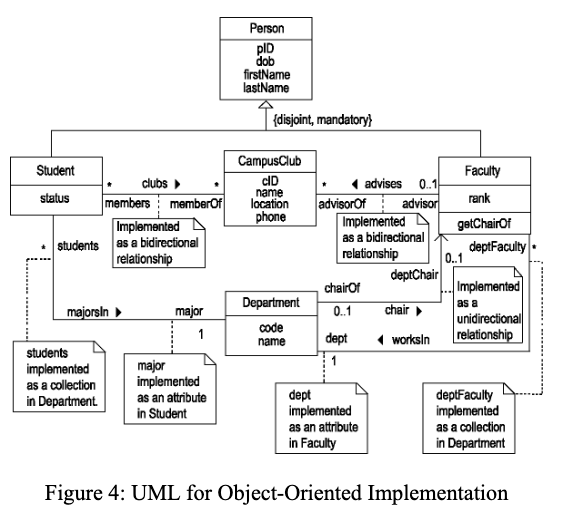 Person
pID
dob
firstName
lastName
{disjoint, mandatory}
Student
status
clubs ▶
* *
members memberOf
CampusClub
cID
name
location
phone
◀ advises 0..1
*
advisorOf advisor
Faculty
rank
getChairOf
Implemented
as a bidirectional
relationship
Implemented
as a bidirectional
relationship
* students
deptFaculty *
0..1
deptChair
Implemented
as a
unidirectional
relationship
majorsIn ▶ major
1
Department
code
name
chairOf
0..1 chair ▶
dept ◀ worksIn
1
students
implemented
as a collection
in Department.
major
implemented
as an attribute
in Student
dept
implemented
as an attribute
in Faculty
deptFaculty
implemented
as a collection
in Department
Figure 4: UML for Object-Oriented Implementation